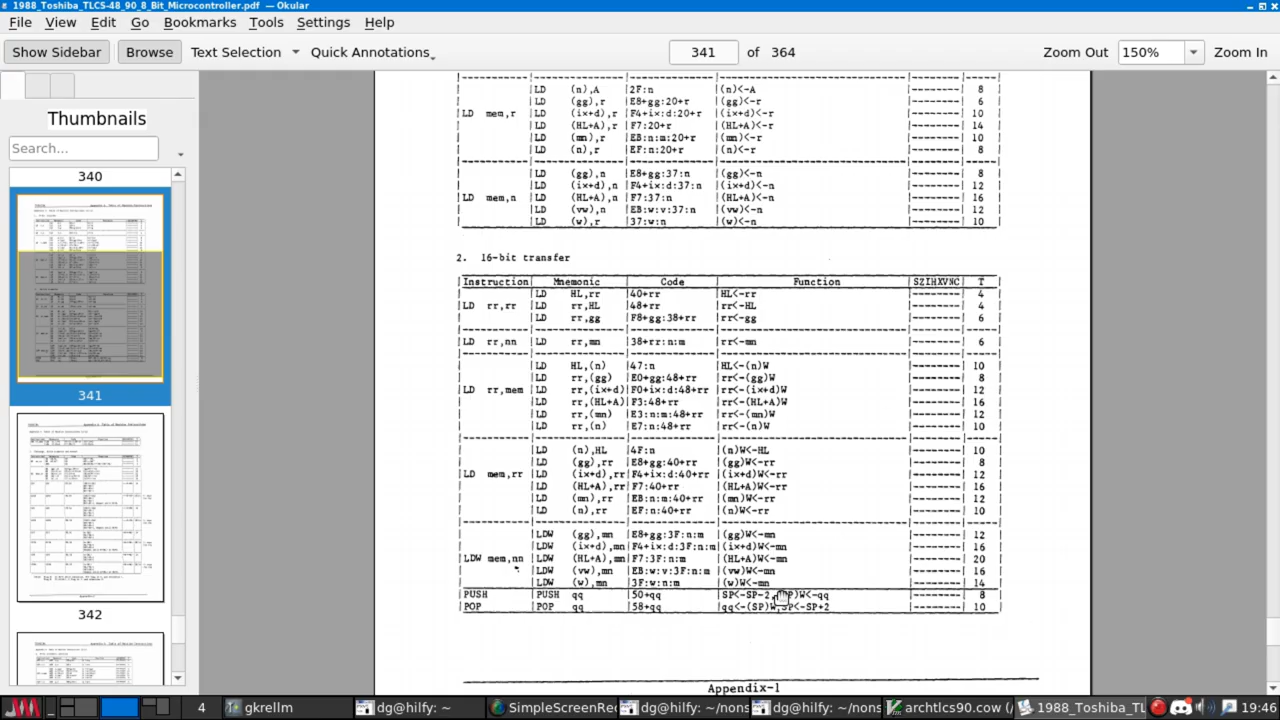 1988_Toshiba_TLCS-48_90_8_Bit_Microcontroller.pdf — Okular
File Edit View Go Bookmarks Tools Settings Help
Show Sidebar Browse Text Selection Quick Annotations 341 of 364 Zoom Out 150% Zoom In
Thumbnails
Search...
340
341
342
LD (n),A 2F:n (n)<-A -------- 8
LD (gg),r E8+gg:20+r (gg)<-r -------- 6
LD mem,r LD (ix+d),r F4+ix:d:20+r (ix+d)<-r -------- 10
LD (HL+A),r F7:20+r (HL+A)<-r -------- 14
LD (mn),r EB:n:m:20+r (mn)<-r -------- 10
LD (n),r EF:n:20+r (n)<-r -------- 8
LD (gg),n E8+gg:37:n (gg)<-n -------- 8
LD (ix+d),n F4+ix:d:37:n (ix+d)<-n -------- 12
LD mem,n LD (HL+A),n F7:37:n (HL+A)<-n -------- 16
LD (vw),n EB:w:v:37:n (vw)<-n -------- 12
LD (w),r 37:w:n (w)<-n -------- 10
2. 16-bit transfer
Instruction Mnemonic Code Function SZIHXVNC T
LD HL,rr 40+rr HL<-rr -------- 4
LD rr,rr LD rr,HL 48+rr rr<-HL -------- 4
LD rr,gg F8+gg:38+rr rr<-gg -------- 6
LD rr,nn LD rr,mn 38+rr:n:m rr<-mn -------- 6
LD HL,(n) 47:n HL<-(n)W -------- 10
LD rr,(gg) E0+gg:48+rr rr<-(gg)W -------- 8
LD rr,mem LD rr,(ix+d) F0+ix:d:48+rr rr<-(ix+d)W -------- 12
LD rr,(HL+A) F3:48+rr rr<-(HL+A)W -------- 16
LD rr,(mn) E3:n:m:48+rr rr<-(mn)W -------- 12
LD rr,(n) E7:n:48+rr rr<-(n)W -------- 10
LD (n),HL 4F:n (n)W<-HL -------- 10
LD (gg),rr E8+gg:40+rr (gg)W<-rr -------- 8
LD mem,rr LD (ix+d),rr F4+ix:d:40+rr (ix+d)W<-rr -------- 12
LD (HL+A),rr F7:40+rr (HL+A)W<-rr -------- 16
LD (mn),rr EB:n:m:40+rr (mn)W<-rr -------- 12
LD (n),rr EF:n:40+rr (n)W<-rr -------- 10
LDW (gg),mn E8+gg:3F:n:m (gg)W<-mn -------- 12
LDW (ix+d),mn F4+ix:d:3F:n:m (ix+d)W<-mn -------- 16
LDW mem,nn LDW (HL+A),mn F7:3F:n:m (HL+A)W<-mn -------- 20
LDW (vw),mn EB:w:v:3F:n:m (vw)W<-mn -------- 16
LDW (w),mn 3F:w:n:m (w)W<-mn -------- 14
PUSH PUSH qq 50+qq SP<-SP-2, P)W<-qq -------- 8
POP POP qq 58+qq qq<-(SP)W,SP<-SP+2 -------- 10
Appendix-1
4 gkrellm dg@hilfy: ~ SimpleScreenRec dg@hilfy: ~/nons dg@hilfy: ~/nons archtlcs90.cow (/ 1988_Toshiba_TL 19:46